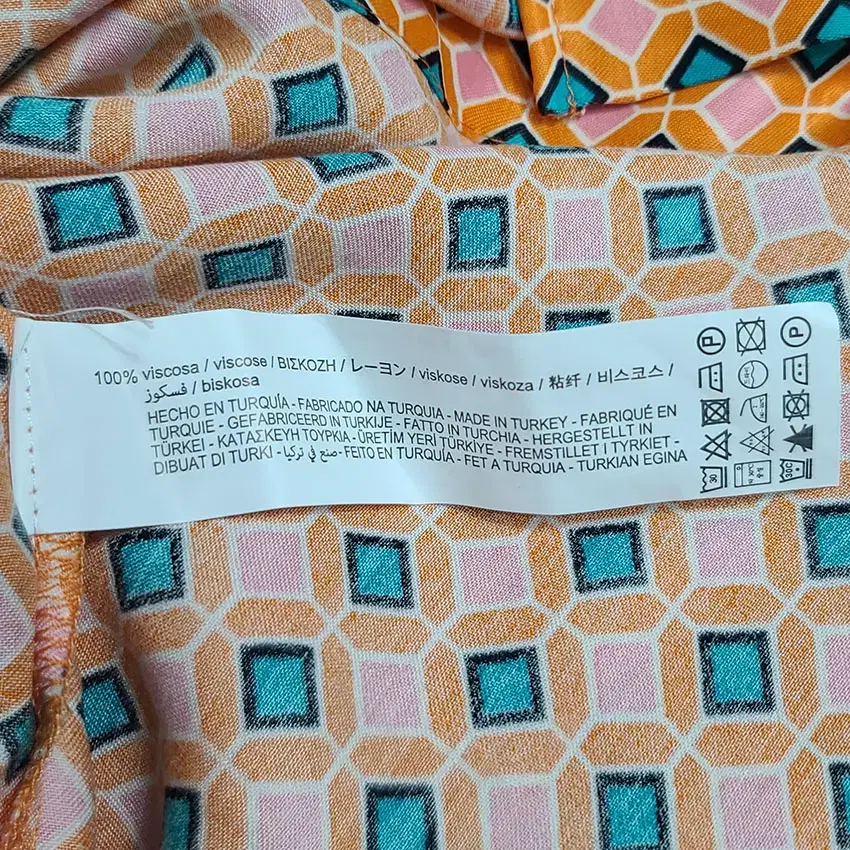 100% viscosa / viscose / ΒΙΣΚΟΖΗ / レーヨン / viskose / viskoza / 粘纤 / 비스코스 /
فسكوز / biskosa
HECHO EN TURQUÍA - FABRICADO NA TURQUIA - MADE IN TURKEY - FABRIQUÉ EN
TURQUIE - GEFABRICEERD IN TURKIJE - FATTO IN TURCHIA - HERGESTELLT IN
TÜRKEI - ΚΑΤΑΣΚΕΥΗ ΤΟΥΡΚΙΑ - ÜRETİM YERİ TÜRKİYE - FREMSTILLET I TYRKIET -
DIBUAT DI TURKI - صنع في تركيا - FEITO EN TURQUÍA - FET A TURQUIA - TURKIAN EGINA
P P
30 30C